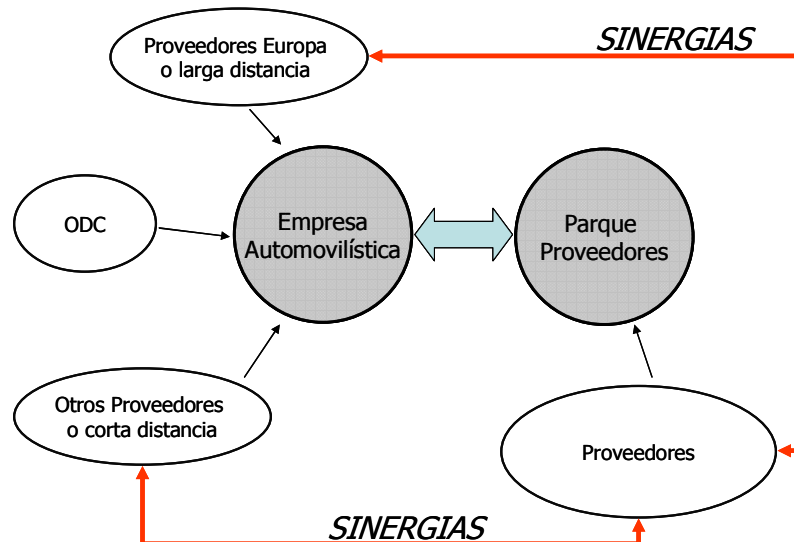 SINERGIAS
Proveedores Europa
o larga distancia
ODC
Empresa
Automovilística
Parque
Proveedores
Otros Proveedores
o corta distancia
Proveedores
SINERGIAS